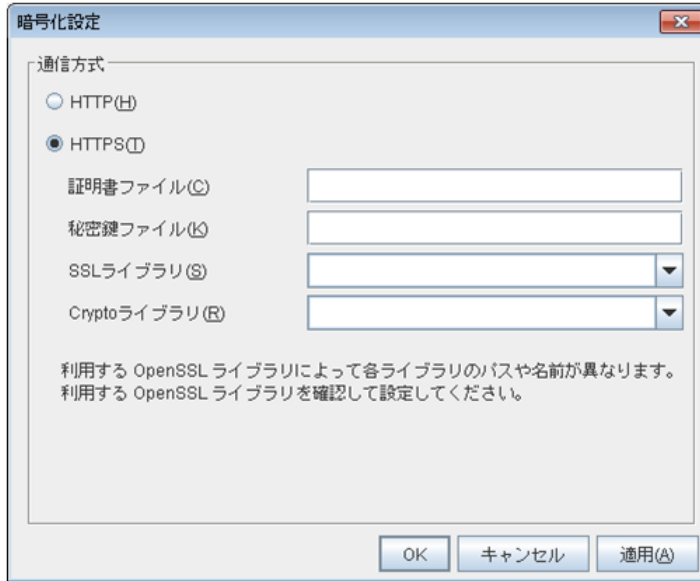 暗号化設定
通信方式
HTTP(H)
HTTPS(T)
証明書ファイル(C)
秘密鍵ファイル(K)
SSLライブラリ(S)
Cryptoライブラリ(R)
利用する OpenSSL ライブラリによって各ライブラリのパスや名前が異なります。
利用する OpenSSL ライブラリを確認して設定してください。
OK キャンセル 適用(A)